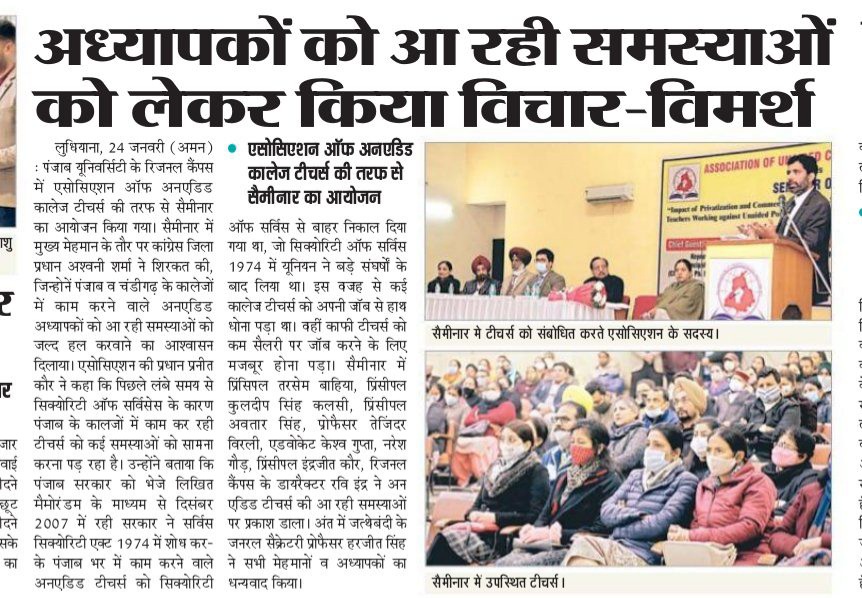 अध्यापकों को आ रही समस्याओं
को लेकर किया विचार-विमर्श
लुधियाना, 24 जनवरी (अमन)
: पंजाब यूनिवर्सिटी के रिजनल कैंपस
में एसोसिएशन ऑफ अनएडिड
कालेज टीचर्स की तरफ से सैमीनार
का आयोजन किया गया। सैमीनार में
मुख्य मेहमान के तौर पर कांग्रेस जिला
प्रधान अश्वनी शर्मा ने शिरकत की,
जिन्होनें पंजाब व चंडीगढ के कालेजों
में काम करने वाले अनएडिड
अध्यापकों को आ रही समस्याओं को
जल्द हल करवाने का आश्वासन
दिलाया। एसोसिएशन की प्रधान प्रनीत
कौर ने कहा कि पिछले लंबे समय से
सिक्योरिटी ऑफ सर्विसेस के कारण
पंजाब के कालजों में काम कर रही
टीचर्स को कई समस्याओं को सामना
करना पड़ रहा है। उन्होंने बताया कि
पंजाब सरकार को भेजे लिखित
मैमोरंडम के माध्यम से दिसंबर
2007 में रही सरकार ने सर्विस
सिक्योरिटी एक्ट 1974 में शोध कर-
के पंजाब भर में काम करने वाले
अनएडिड टीचर्स को सिक्योरिटी
• एसोसिएशन ऑफ अनएडिड
कालेज टीचर्स की तरफ से
सैमीनार का आयोजन
ऑफ सर्विस से बाहर निकाल दिया
गया था, जो सिक्योरिटी ऑफ सर्विस
1974 में यूनियन ने बड़े संघर्षों के
बाद लिया था। इस वजह से कई
कालेज टीचर्स को अपनी जॉब से हाथ
धोना पड़ा था। वहीं काफी टीचर्स को
कम सैलरी पर जॉब करने के लिए
मजबूर होना पड़ा। सैमीनार में
प्रिंसिपल तरसेम बाहिया, प्रिंसीपल
कुलदीप सिंह कलसी, प्रिंसीपल
अवतार सिंह, प्रोफैसर तेजिंदर
विरली, एडवोकेट केश्व गुप्ता, नरेश
गौड़, प्रिंसीपल इंद्रजीत कौर, रिजनल
कैंपस के डायरैक्टर रवि इंद्र ने अन
एडिड टीचर्स की आ रही समस्याओं
पर प्रकाश डाला। अंत में जत्थेबंदी के
जनरल सैक्रेटरी प्रोफैसर हरजीत सिंह
ने सभी मेहमानों व अध्यापकों का
धन्यवाद किया।
ASSOCIATION OF UNAIDED C
"Impact of Privatization and Comme
Teachers Working against Unaided Po
Chief Guest
सैमीनार मे टीचर्स को संबोधित करते एसोसिएशन के सदस्य।
सैमीनार में उपस्थित टीचर्स।